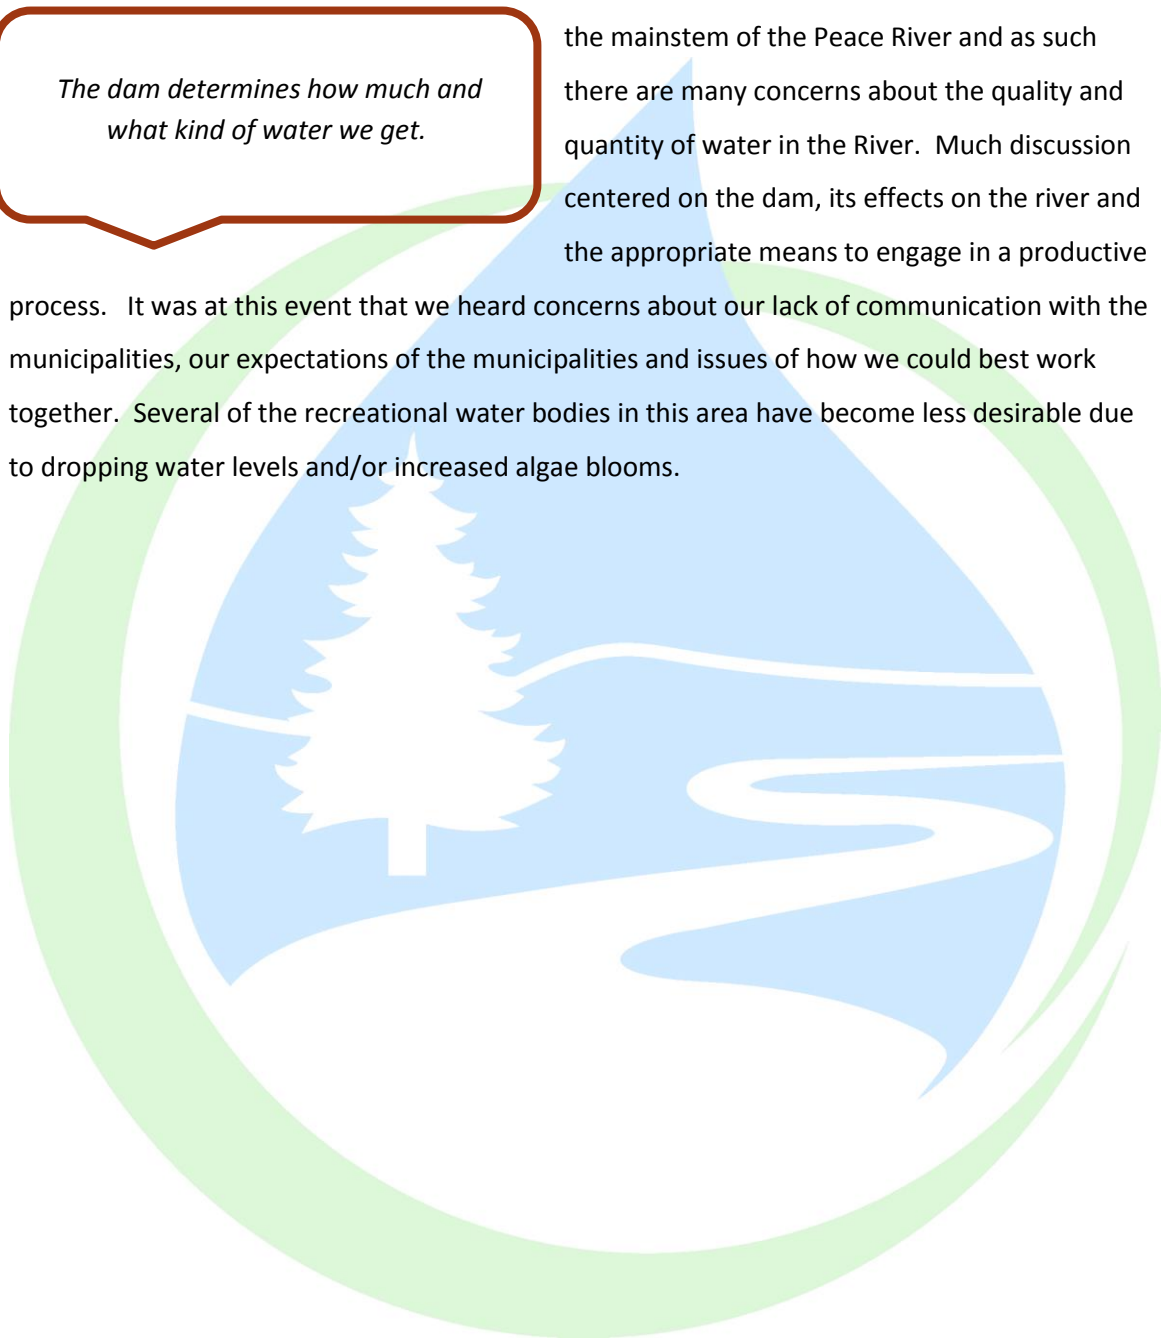 The dam determines how much and
what kind of water we get.
the mainstem of the Peace River and as such
there are many concerns about the quality and
quantity of water in the River.  Much discussion
centered on the dam, its effects on the river and
the appropriate means to engage in a productive
process.   It was at this event that we heard concerns about our lack of communication with the
municipalities, our expectations of the municipalities and issues of how we could best work
together.  Several of the recreational water bodies in this area have become less desirable due
to dropping water levels and/or increased algae blooms.